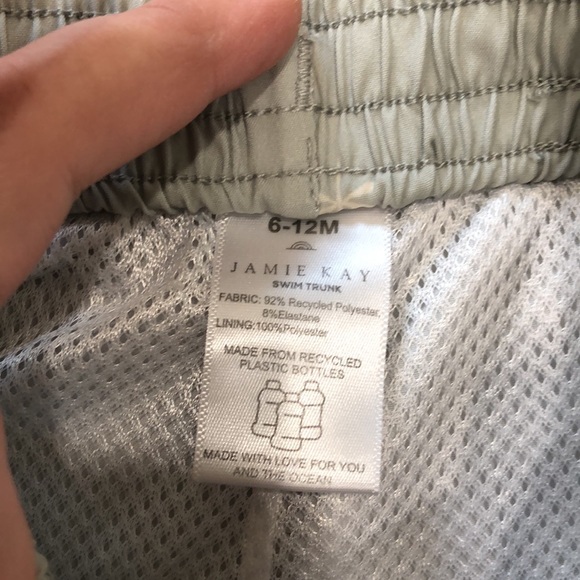 6-12M
JAMIE KAY
SWIM TRUNK
FABRIC: 92% Recycled Polyester,
8%Elastane
LINING:100%Polyester
MADE FROM RECYCLED
PLASTIC BOTTLES
MADE WITH LOVE FOR YOU
AND THE OCEAN